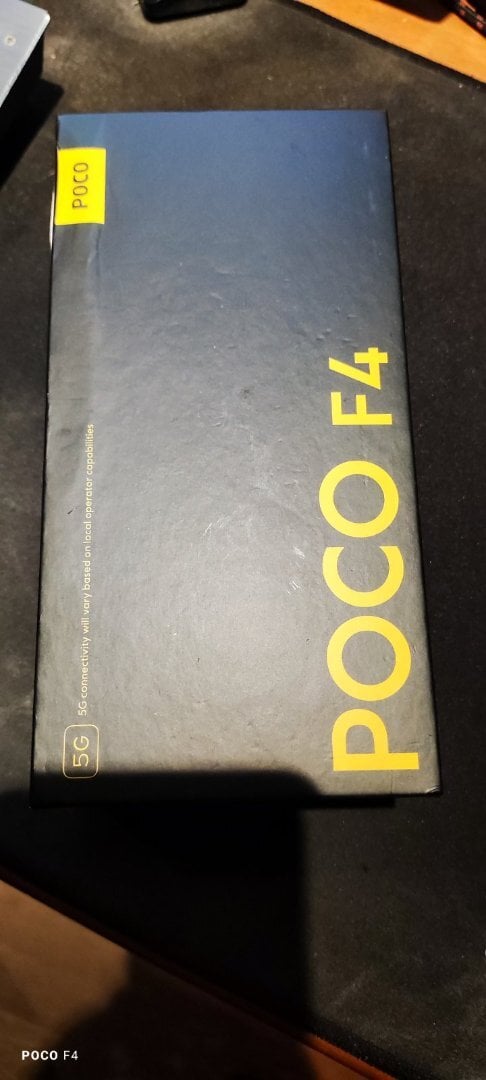 POCO
5G 5G connectivity will vary based on local operator capabilities
POCO F4
POCO F4